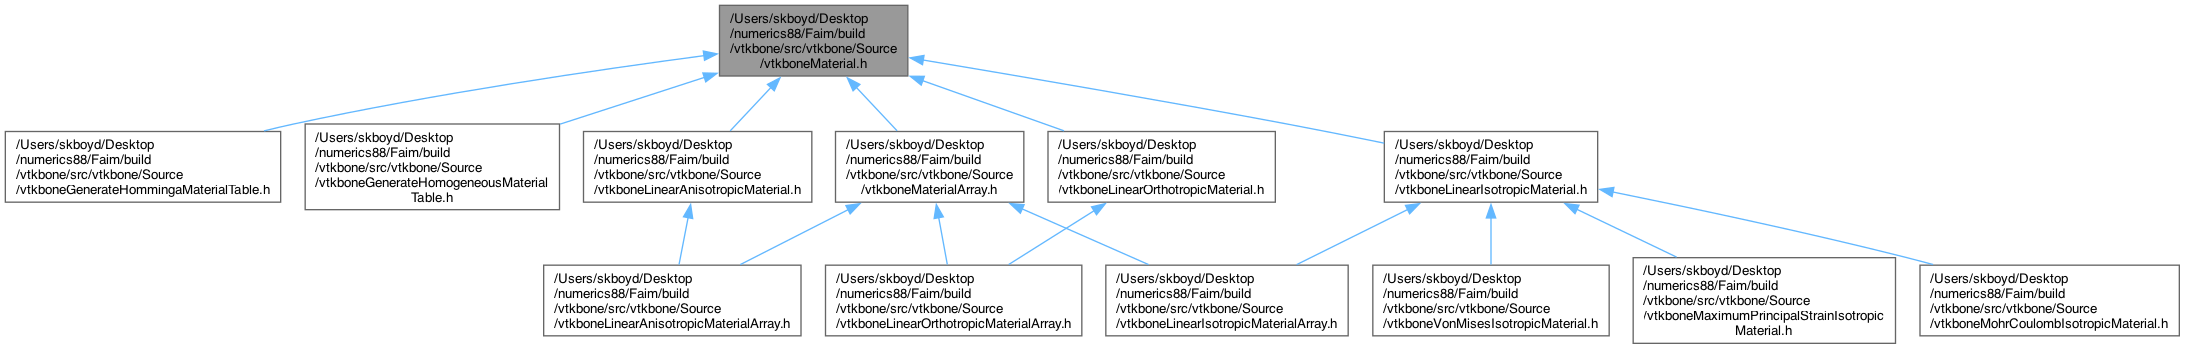 /Users/skboyd/Desktop
/numerics88/Faim/build
/vtkbone/src/vtkbone/Source
/vtkboneMaterial.h
/Users/skboyd/Desktop
/numerics88/Faim/build
/vtkbone/src/vtkbone/Source
/vtkboneGenerateHommingaMaterialTable.h
/Users/skboyd/Desktop
/numerics88/Faim/build
/vtkbone/src/vtkbone/Source
/vtkboneGenerateHomogeneousMaterial
Table.h
/Users/skboyd/Desktop
/numerics88/Faim/build
/vtkbone/src/vtkbone/Source
/vtkboneLinearAnisotropicMaterial.h
/Users/skboyd/Desktop
/numerics88/Faim/build
/vtkbone/src/vtkbone/Source
/vtkboneMaterialArray.h
/Users/skboyd/Desktop
/numerics88/Faim/build
/vtkbone/src/vtkbone/Source
/vtkboneLinearOrthotropicMaterial.h
/Users/skboyd/Desktop
/numerics88/Faim/build
/vtkbone/src/vtkbone/Source
/vtkboneLinearIsotropicMaterial.h
/Users/skboyd/Desktop
/numerics88/Faim/build
/vtkbone/src/vtkbone/Source
/vtkboneLinearAnisotropicMaterialArray.h
/Users/skboyd/Desktop
/numerics88/Faim/build
/vtkbone/src/vtkbone/Source
/vtkboneLinearOrthotropicMaterialArray.h
/Users/skboyd/Desktop
/numerics88/Faim/build
/vtkbone/src/vtkbone/Source
/vtkboneLinearIsotropicMaterialArray.h
/Users/skboyd/Desktop
/numerics88/Faim/build
/vtkbone/src/vtkbone/Source
/vtkboneVonMisesIsotropicMaterial.h
/Users/skboyd/Desktop
/numerics88/Faim/build
/vtkbone/src/vtkbone/Source
/vtkboneMaximumPrincipalStrainIsotropic
Material.h
/Users/skboyd/Desktop
/numerics88/Faim/build
/vtkbone/src/vtkbone/Source
/vtkboneMohrCoulombIsotropicMaterial.h